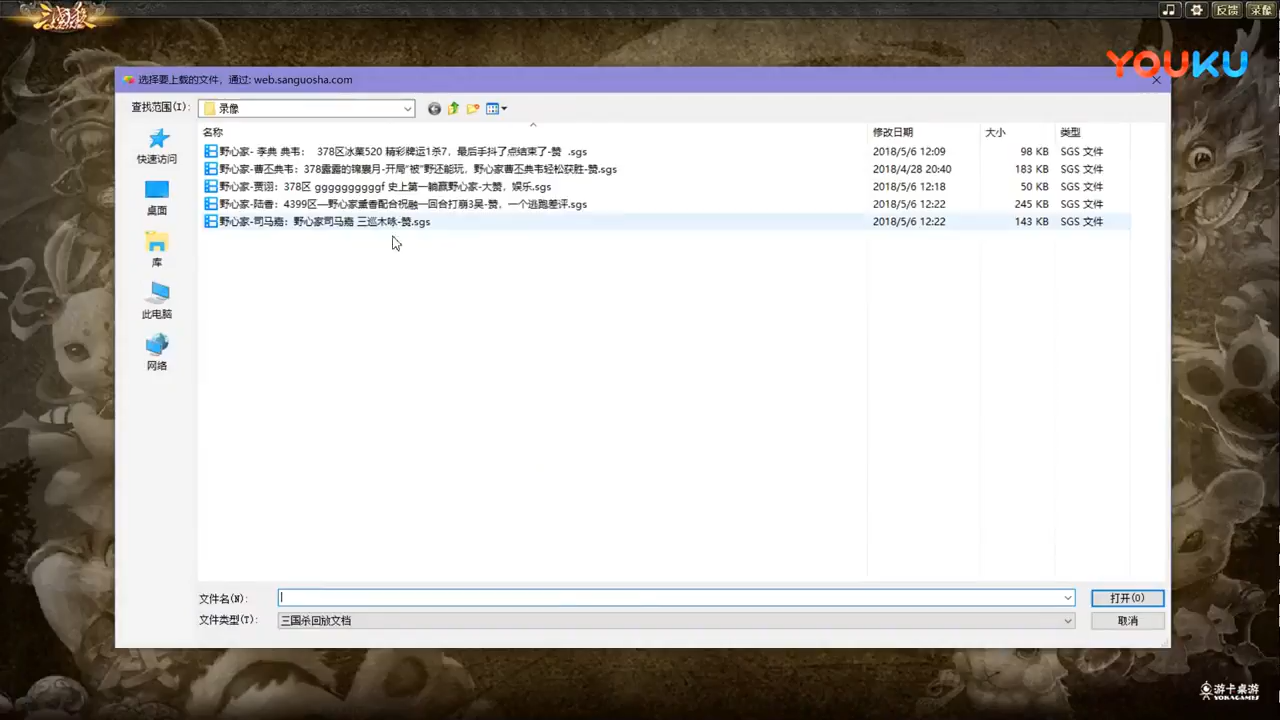 三国杀
反馈 录像
YOUKU
选择要上载的文件，通过: web.sanguosha.com
查找范围(I): 录像
名称 修改日期 大小 类型
野心家- 李典 典韦： 378区冰菓520 精彩牌运1杀7，最后手抖了点结束了-赞 .sgs 2018/5/6 12:09 98 KB SGS 文件
野心家-曹丕典韦：378露露的锦囊月-开局"被"野还能玩，野心家曹丕典韦轻松获胜-赞.sgs 2018/4/28 20:40 183 KB SGS 文件
野心家-贾诩：378区 ggggggggggf 史上第一躺赢野心家-大赞，娱乐.sgs 2018/5/6 12:18 50 KB SGS 文件
野心家-陆香：4399区—野心家董香配合祝融一回合打崩3吴-赞，一个逃跑差评.sgs 2018/5/6 12:22 245 KB SGS 文件
野心家-司马嘉：野心家司马嘉 三巡木咏-赞.sgs 2018/5/6 12:22 143 KB SGS 文件
快速访问
桌面
库
此电脑
网络
文件名(N): 打开(O)
文件类型(T): 三国杀回放文档 取消
游卡桌游
YOKAGAMES